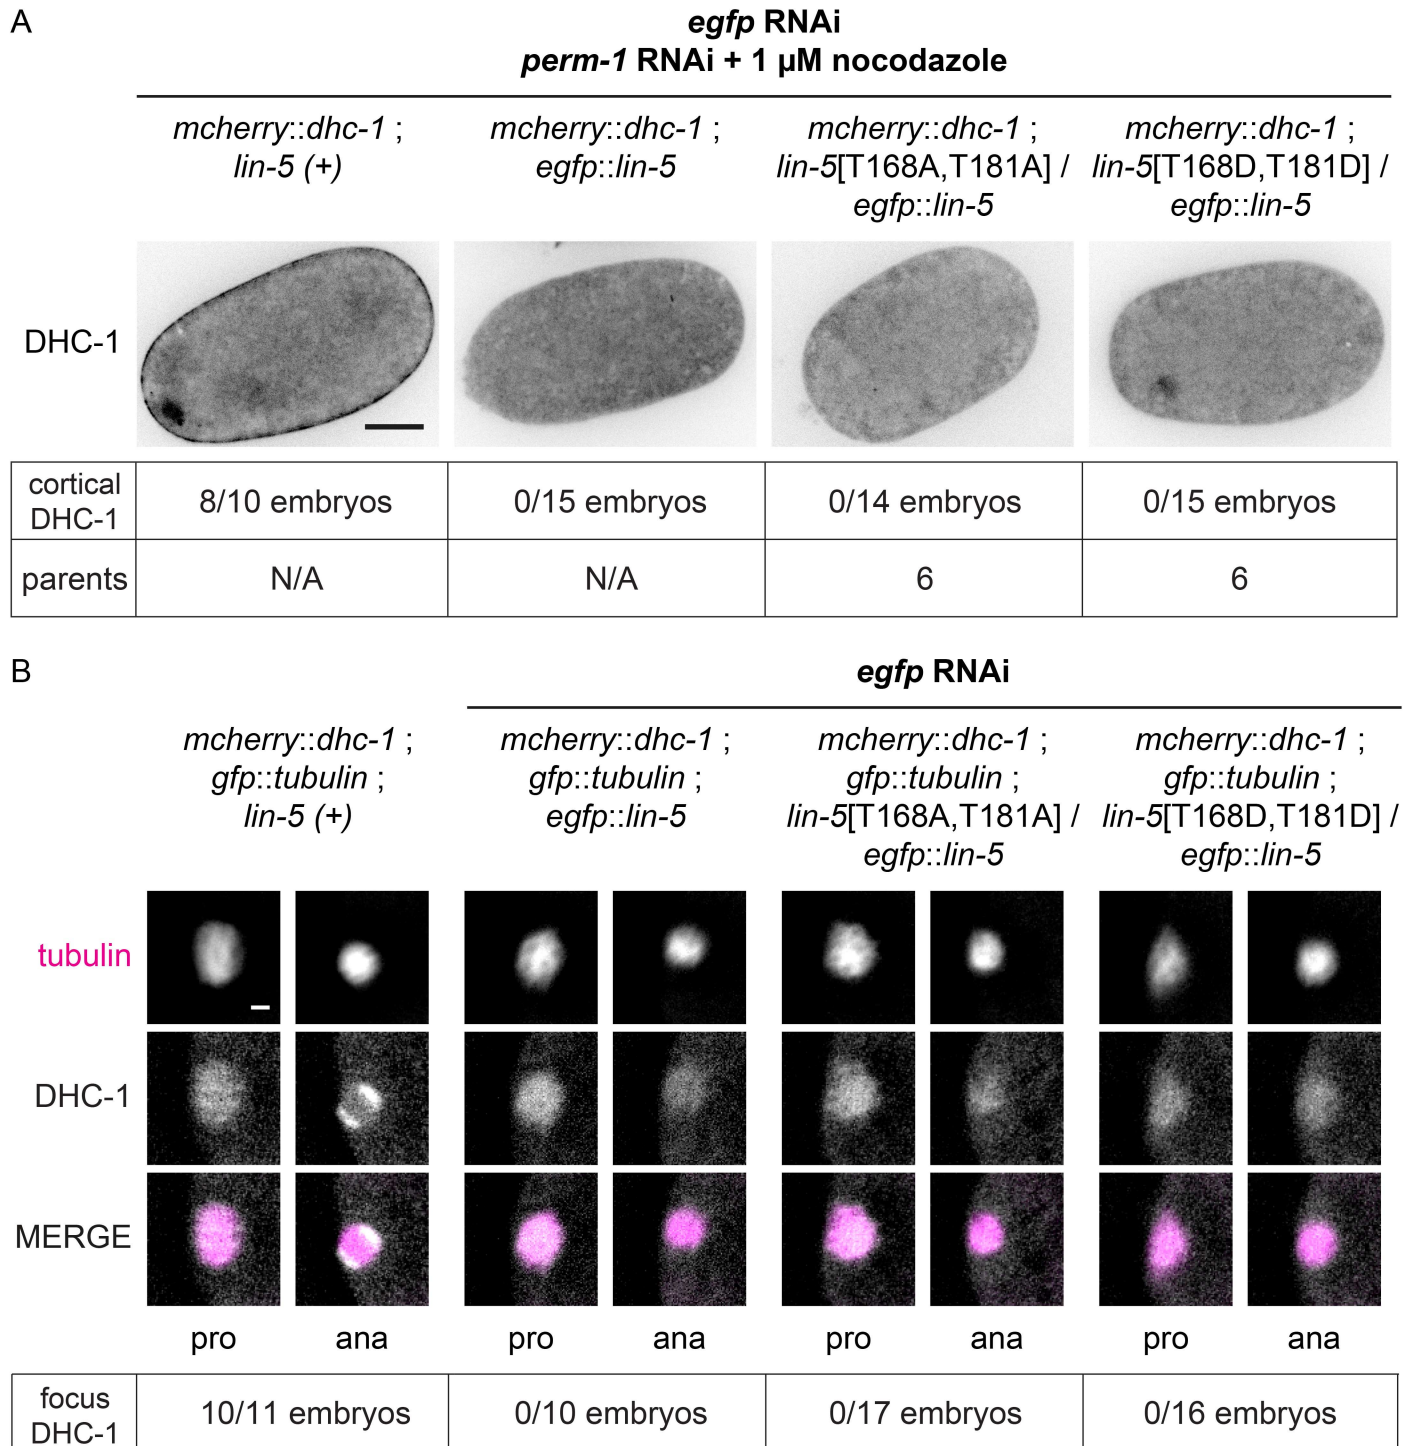 A
egfp RNAi
perm-1 RNAi + 1 µM nocodazole
mcherry::dhc-1 ;
lin-5 (+)
mcherry::dhc-1 ;
egfp::lin-5
mcherry::dhc-1 ;
lin-5[T168A,T181A] /
egfp::lin-5
mcherry::dhc-1 ;
lin-5[T168D,T181D] /
egfp::lin-5
DHC-1
cortical
DHC-1
8/10 embryos
0/15 embryos
0/14 embryos
0/15 embryos
parents
N/A
N/A
6
6
B
egfp RNAi
mcherry::dhc-1 ;
gfp::tubulin ;
lin-5 (+)
mcherry::dhc-1 ;
gfp::tubulin ;
egfp::lin-5
mcherry::dhc-1 ;
gfp::tubulin ;
lin-5[T168A,T181A] /
egfp::lin-5
mcherry::dhc-1 ;
gfp::tubulin ;
lin-5[T168D,T181D] /
egfp::lin-5
tubulin
DHC-1
MERGE
pro
ana
pro
ana
pro
ana
pro
ana
focus
DHC-1
10/11 embryos
0/10 embryos
0/17 embryos
0/16 embryos